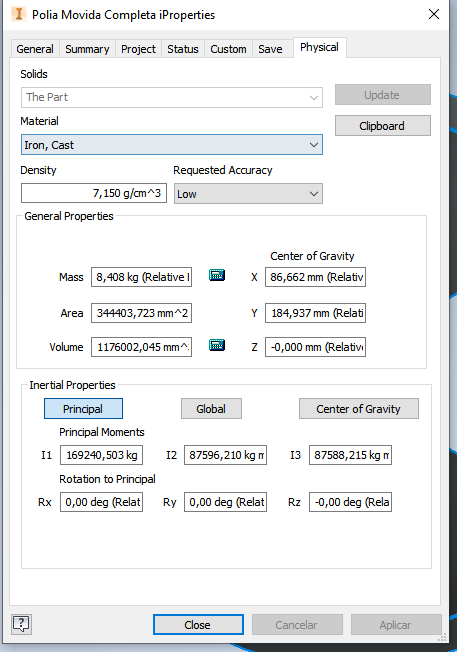 I Polia Movida Completa iProperties
General Summary Project Status Custom Save Physical
Solids
The Part
Update
Material
Clipboard
Iron, Cast
Density Requested Accuracy
7,150 g/cm^3 Low
General Properties
Center of Gravity
Mass 8,408 kg (Relative X 86,662 mm (Relative
Area 344403,723 mm^2 Y 184,937 mm (Relati
Volume 1176002,045 mm^ Z -0,000 mm (Relative
Inertial Properties
Principal Global Center of Gravity
Principal Moments
I1 169240,503 kg I2 87596,210 kg m I3 87588,215 kg m
Rotation to Principal
Rx 0,00 deg (Relat Ry 0,00 deg (Relat Rz -0,00 deg (Rela
? Close Cancelar Aplicar